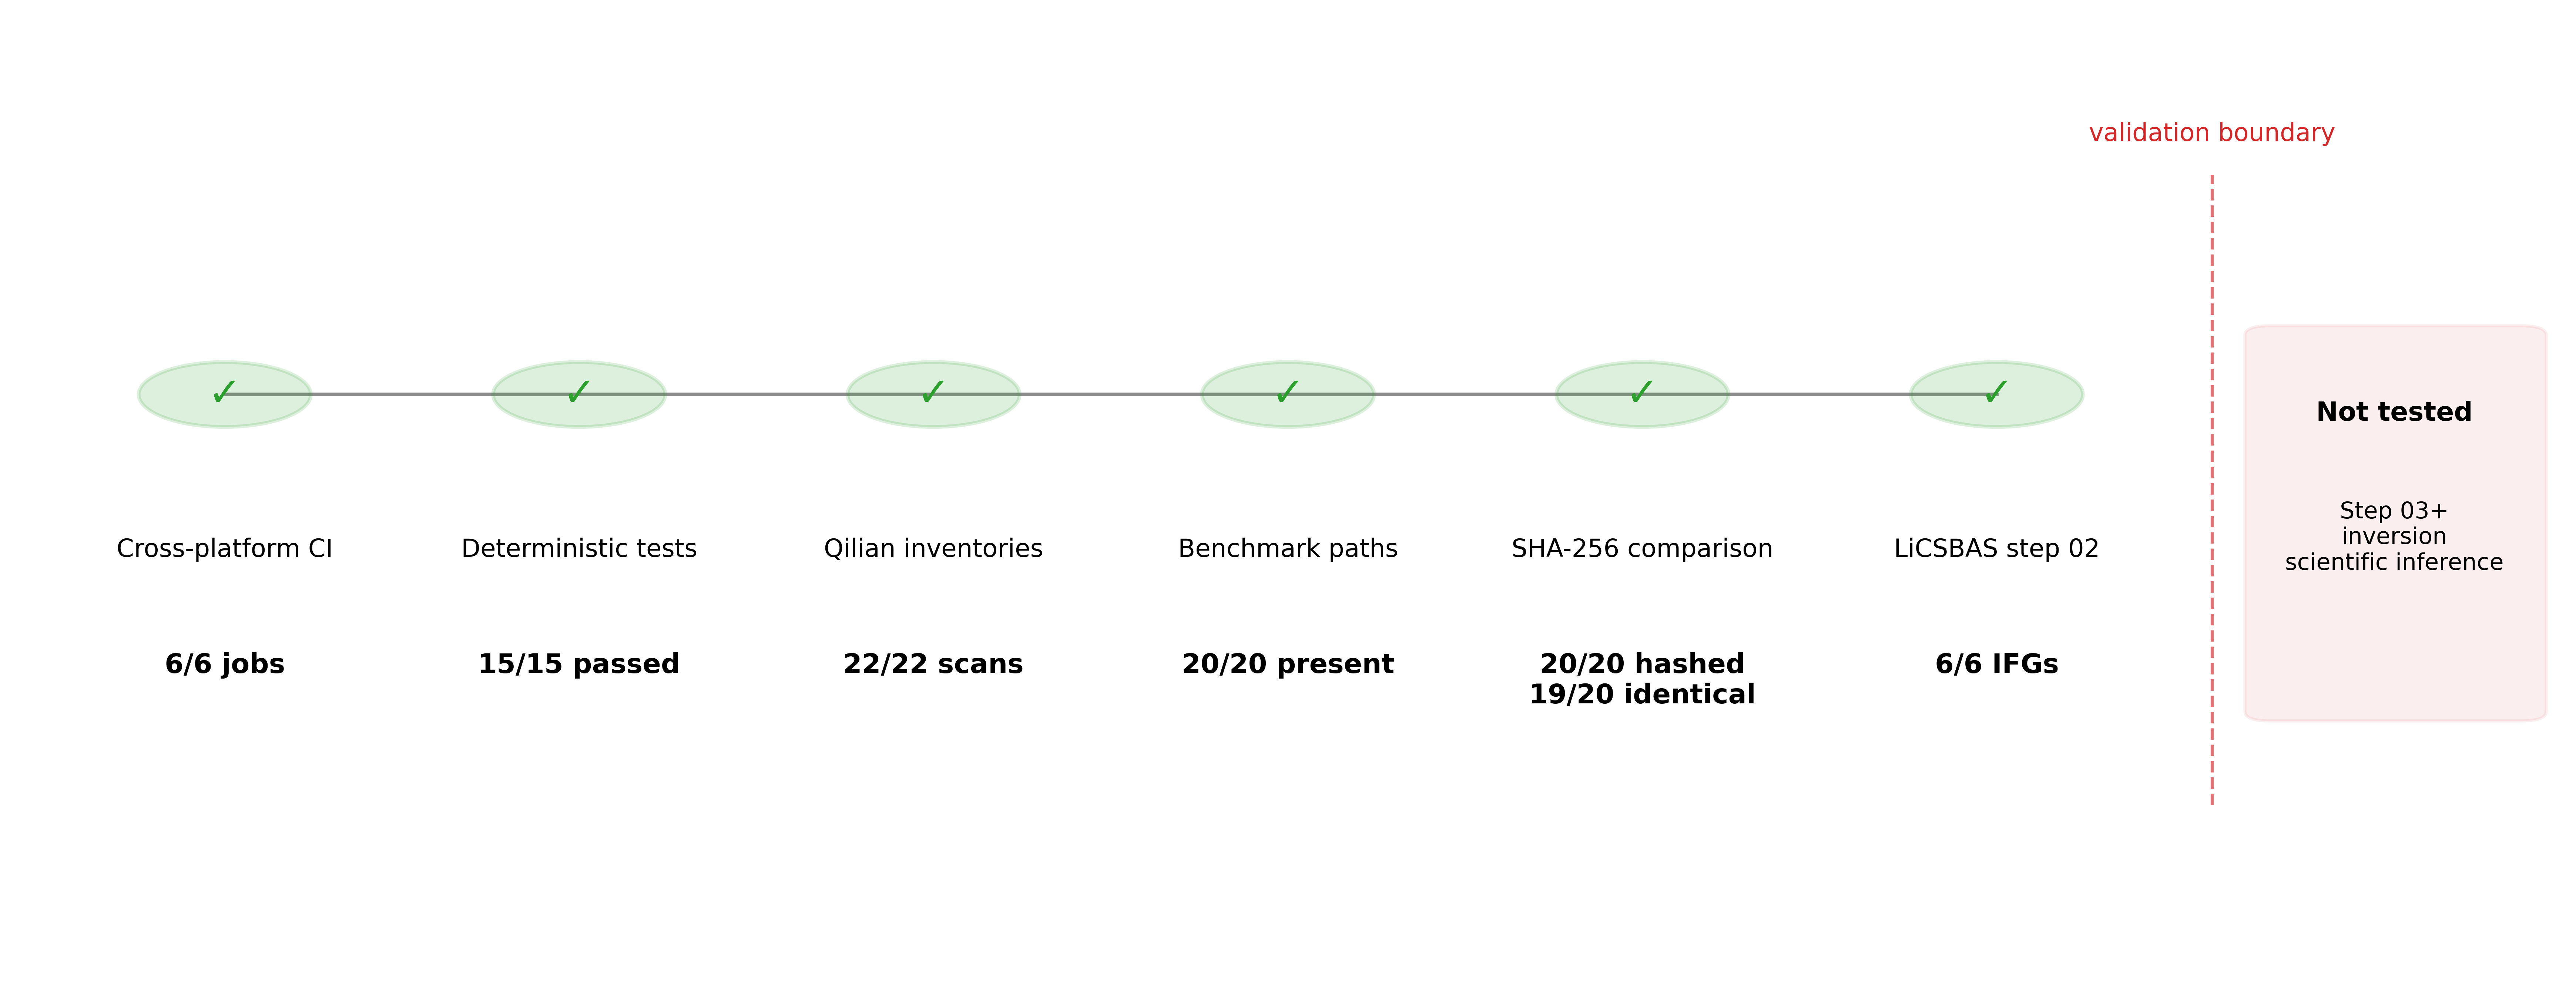 validation boundary
✓ ✓ ✓ ✓ ✓ ✓
Cross-platform CI
6/6 jobs
Deterministic tests
15/15 passed
Qilian inventories
22/22 scans
Benchmark paths
20/20 present
SHA-256 comparison
20/20 hashed
19/20 identical
LiCSBAS step 02
6/6 IFGs
Not tested
Step 03+
inversion
scientific inference